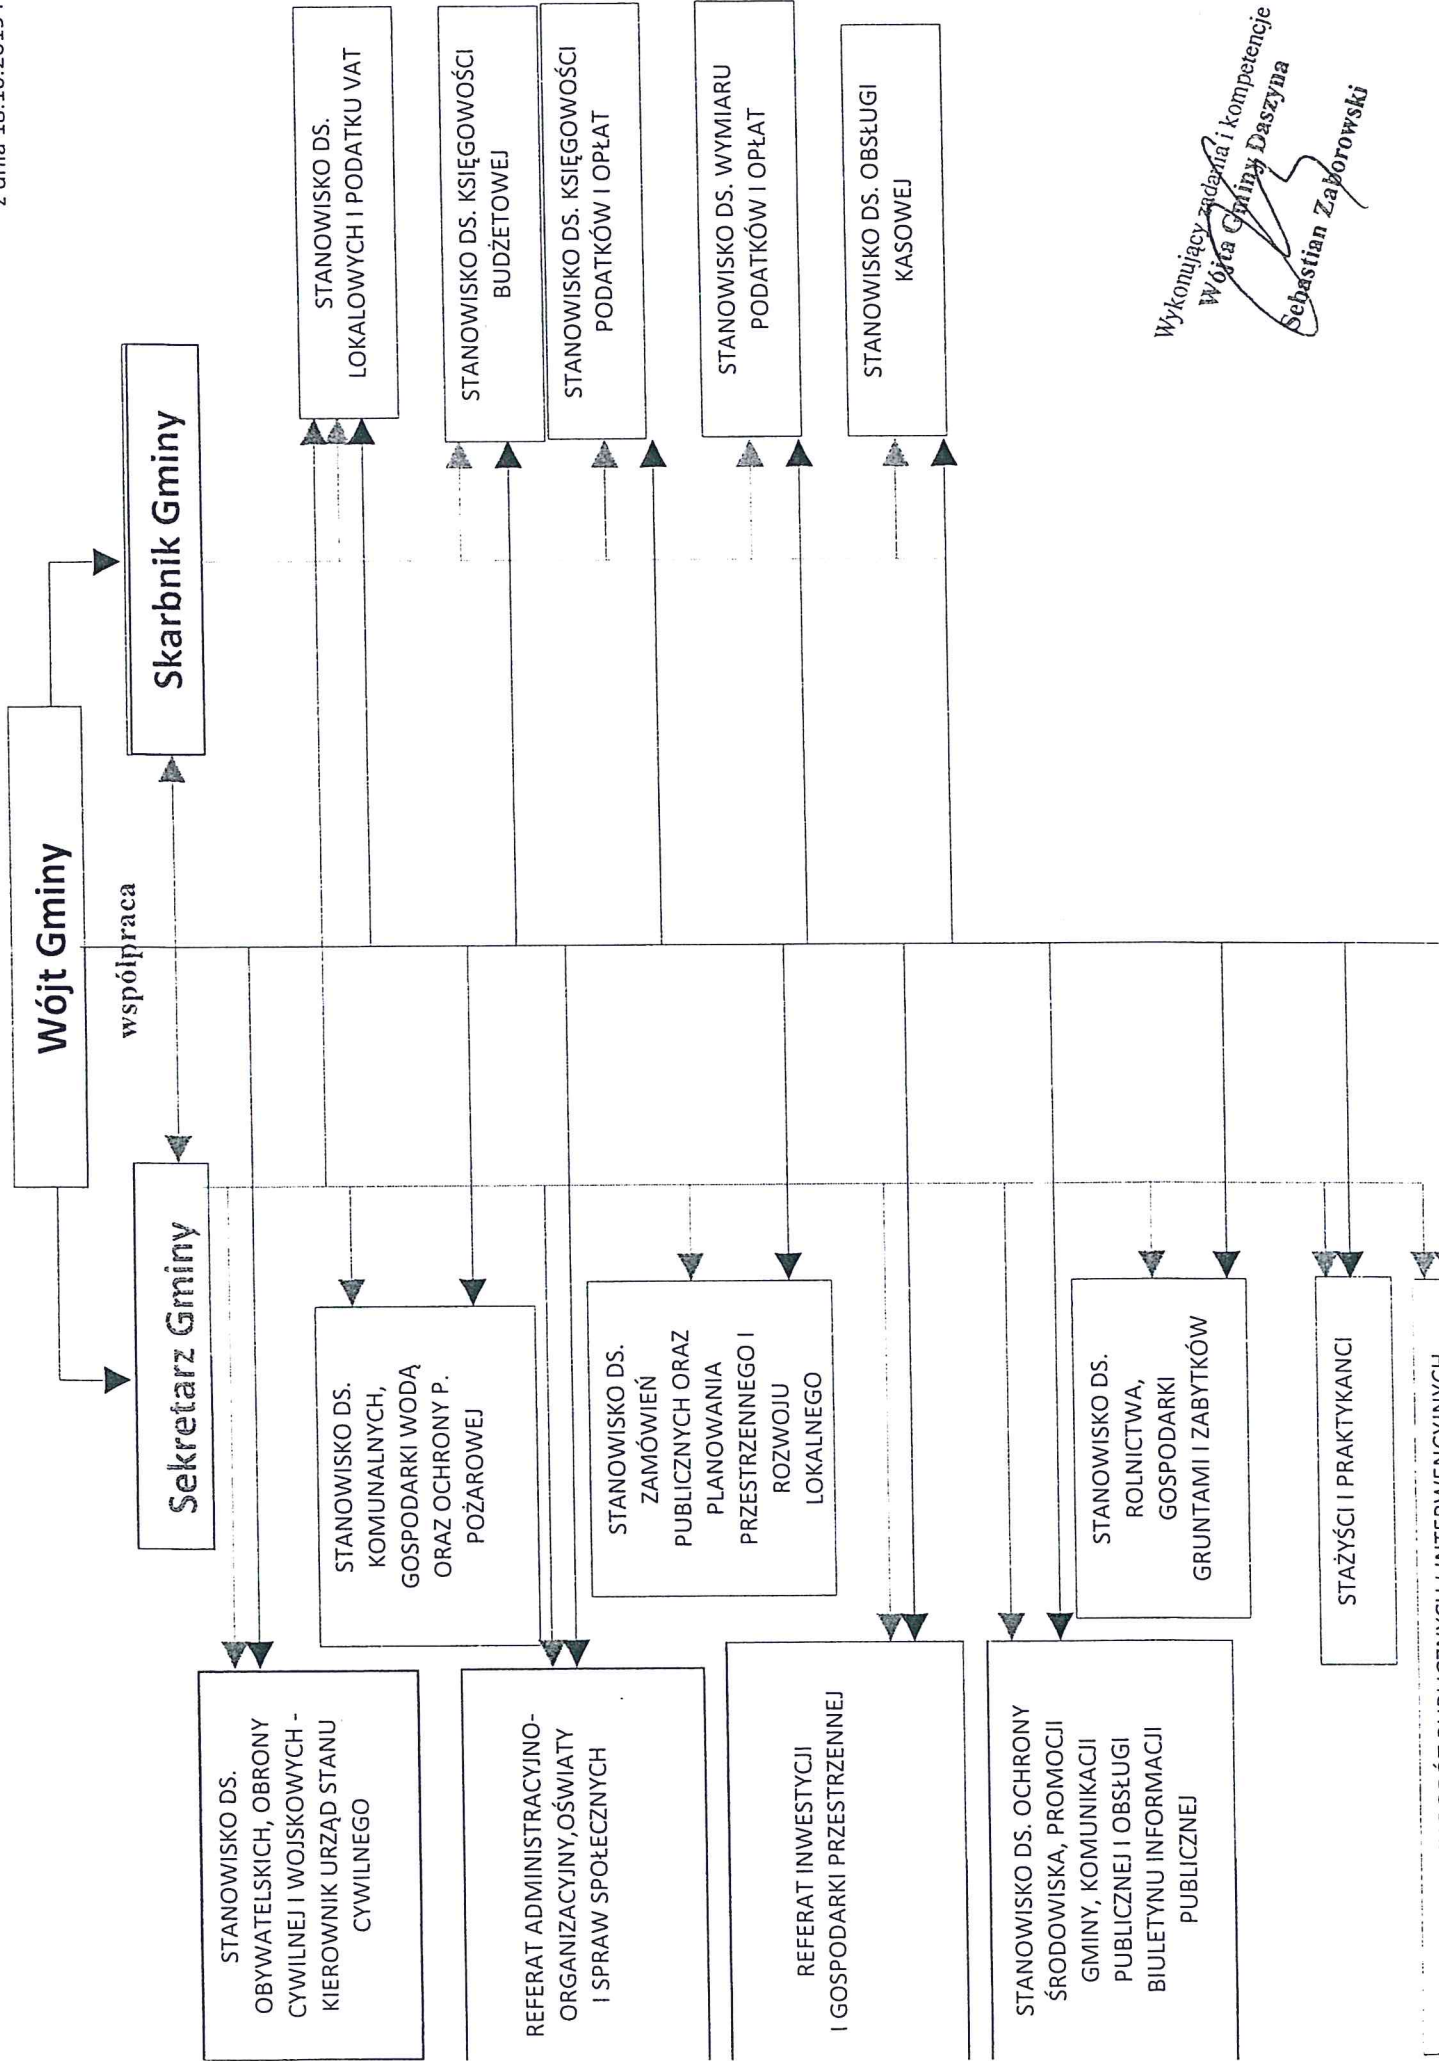 z dnia 18.10.2019 r
Wójt Gminy
współpraca
Sekretarz Gminy
Skarbnik Gminy
STANOWISKO DS.
OBYWATELSKICH, OBRONY
CYWILNEJ I WOJSKOWYCH -
KIEROWNIK URZĄD STANU
CYWILNEGO
STANOWISKO DS.
KOMUNALNYCH,
GOSPODARKI WODĄ
ORAZ OCHRONY P.
POŻAROWEJ
REFERAT ADMINISTRACYJNO-
ORGANIZACYJNY,OŚWIATY
I SPRAW SPOŁECZNYCH
STANOWISKO DS.
ZAMÓWIEŃ
PUBLICZNYCH ORAZ
PLANOWANIA
PRZESTRZENNEGO I
ROZWOJU
LOKALNEGO
REFERAT INWESTYCJI
I GOSPODARKI PRZESTRZENNEJ
STANOWISKO DS. OCHRONY
ŚRODOWISKA, PROMOCJI
GMINY, KOMUNIKACJI
PUBLICZNEJ I OBSŁUGI
BIULETYNU INFORMACJI
PUBLICZNEJ
STANOWISKO DS.
ROLNICTWA,
GOSPODARKI
GRUNTAMI I ZABYTKÓW
STAŻYŚCI I PRAKTYKANCI
STANOWISKO DS.
LOKALOWYCH I PODATKU VAT
STANOWISKO DS. KSIĘGOWOŚCI
BUDŻETOWEJ
STANOWISKO DS. KSIĘGOWOŚCI
PODATKÓW I OPŁAT
STANOWISKO DS. WYMIARU
PODATKÓW I OPŁAT
STANOWISKO DS. OBSŁUGI
KASOWEJ
Wykonujący zadania i kompetencje
Wójta Gminy Daszyna
Sebastian Zaborowski